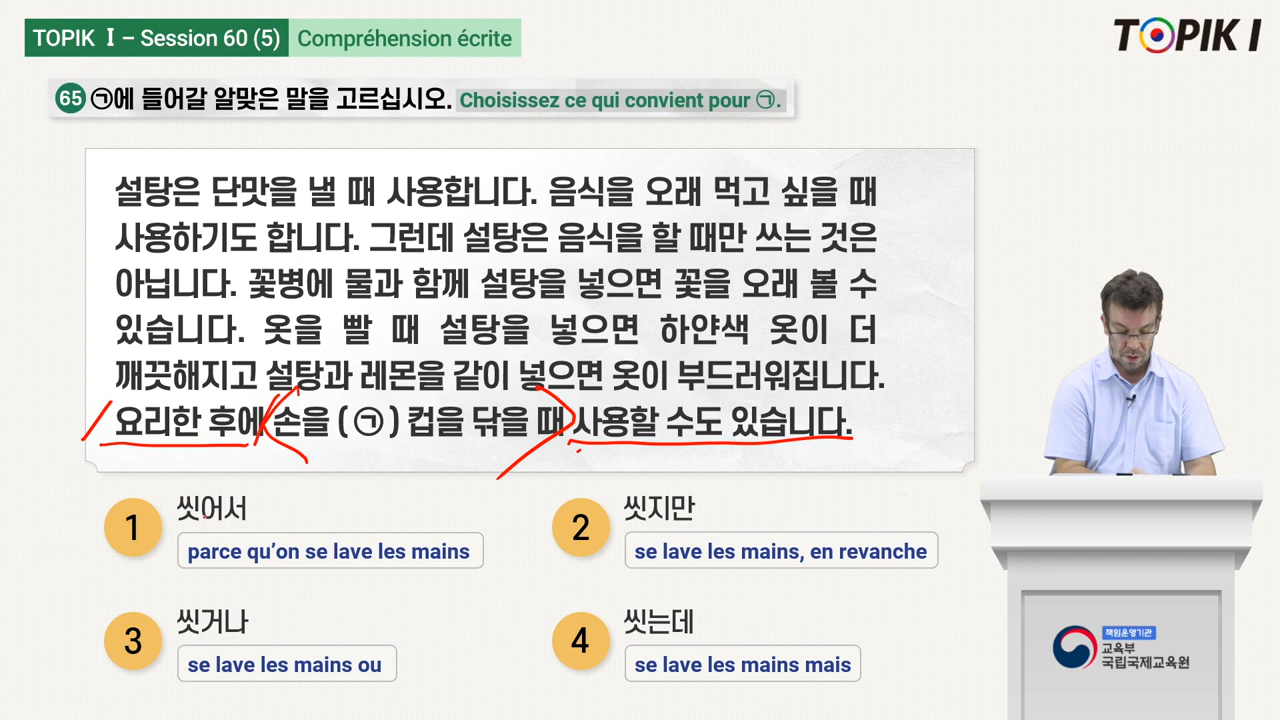 TOPIK Ⅰ – Session 60 (5) Compréhension écrite
TOPIK I
65 ㉠에 들어갈 알맞은 말을 고르십시오. Choisissez ce qui convient pour ㉠.
설탕은 단맛을 낼 때 사용합니다. 음식을 오래 먹고 싶을 때
사용하기도 합니다. 그런데 설탕은 음식을 할 때만 쓰는 것은
아닙니다. 꽃병에 물과 함께 설탕을 넣으면 꽃을 오래 볼 수
있습니다. 옷을 빨 때 설탕을 넣으면 하얀색 옷이 더
깨끗해지고 설탕과 레몬을 같이 넣으면 옷이 부드러워집니다.
요리한 후에 손을 (㉠) 컵을 닦을 때 사용할 수도 있습니다.
1 씻어서
parce qu’on se lave les mains
2 씻지만
se lave les mains, en revanche
3 씻거나
se lave les mains ou
4 씻는데
se lave les mains mais
책임운영기관
교육부
국립국제교육원